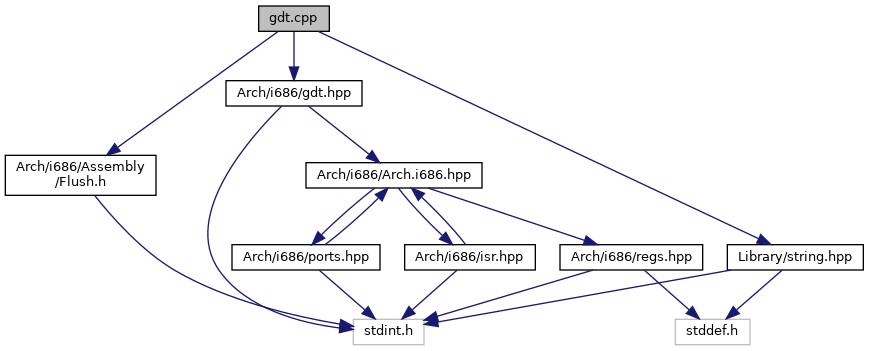 gdt.cpp
Arch/i686/gdt.hpp
Arch/i686/Assembly
/Flush.h
Arch/i686/Arch.i686.hpp
Arch/i686/ports.hpp
Arch/i686/isr.hpp
Arch/i686/regs.hpp
Library/string.hpp
stdint.h
stddef.h